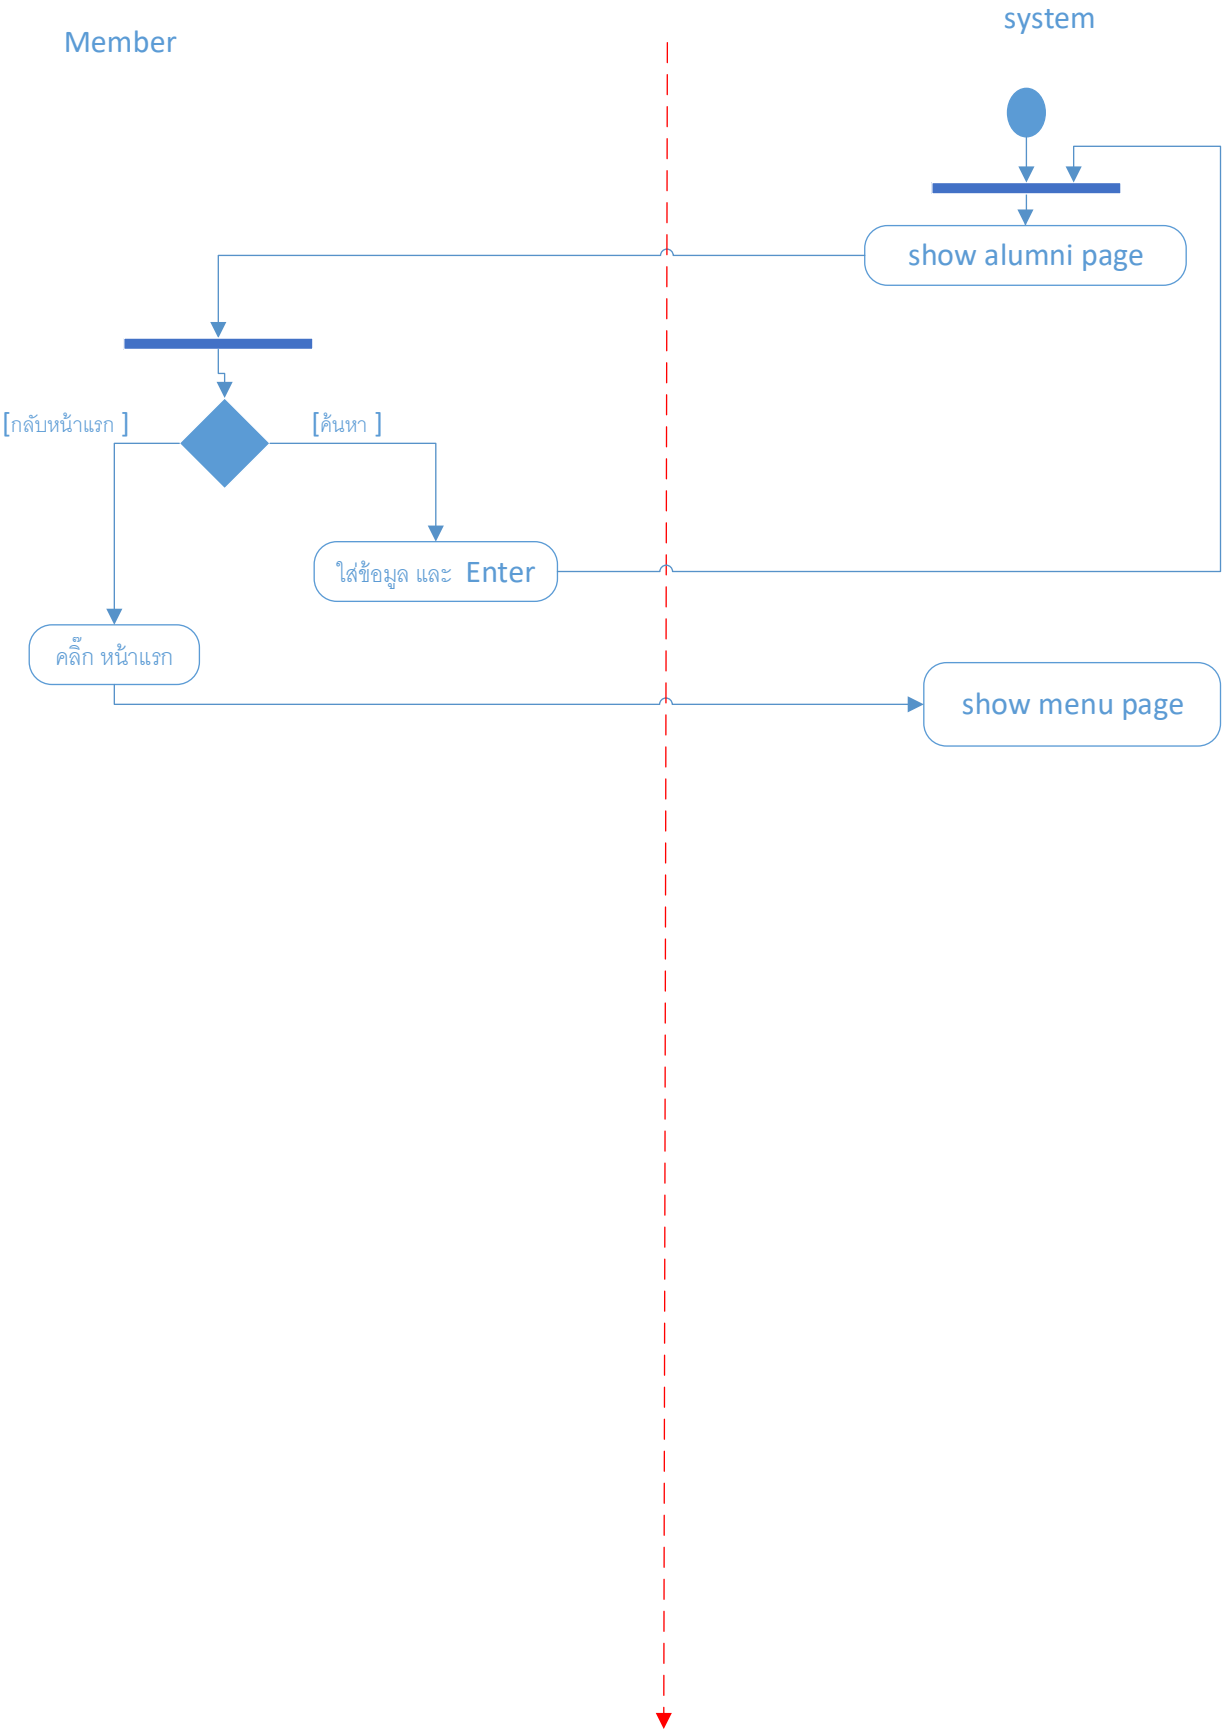 system
Member
show alumni page
[กลับหน้าแรก ]
[ค้นหา ]
ใส่ข้อมูล และ Enter
คลิ๊ก หน้าแรก
show menu page